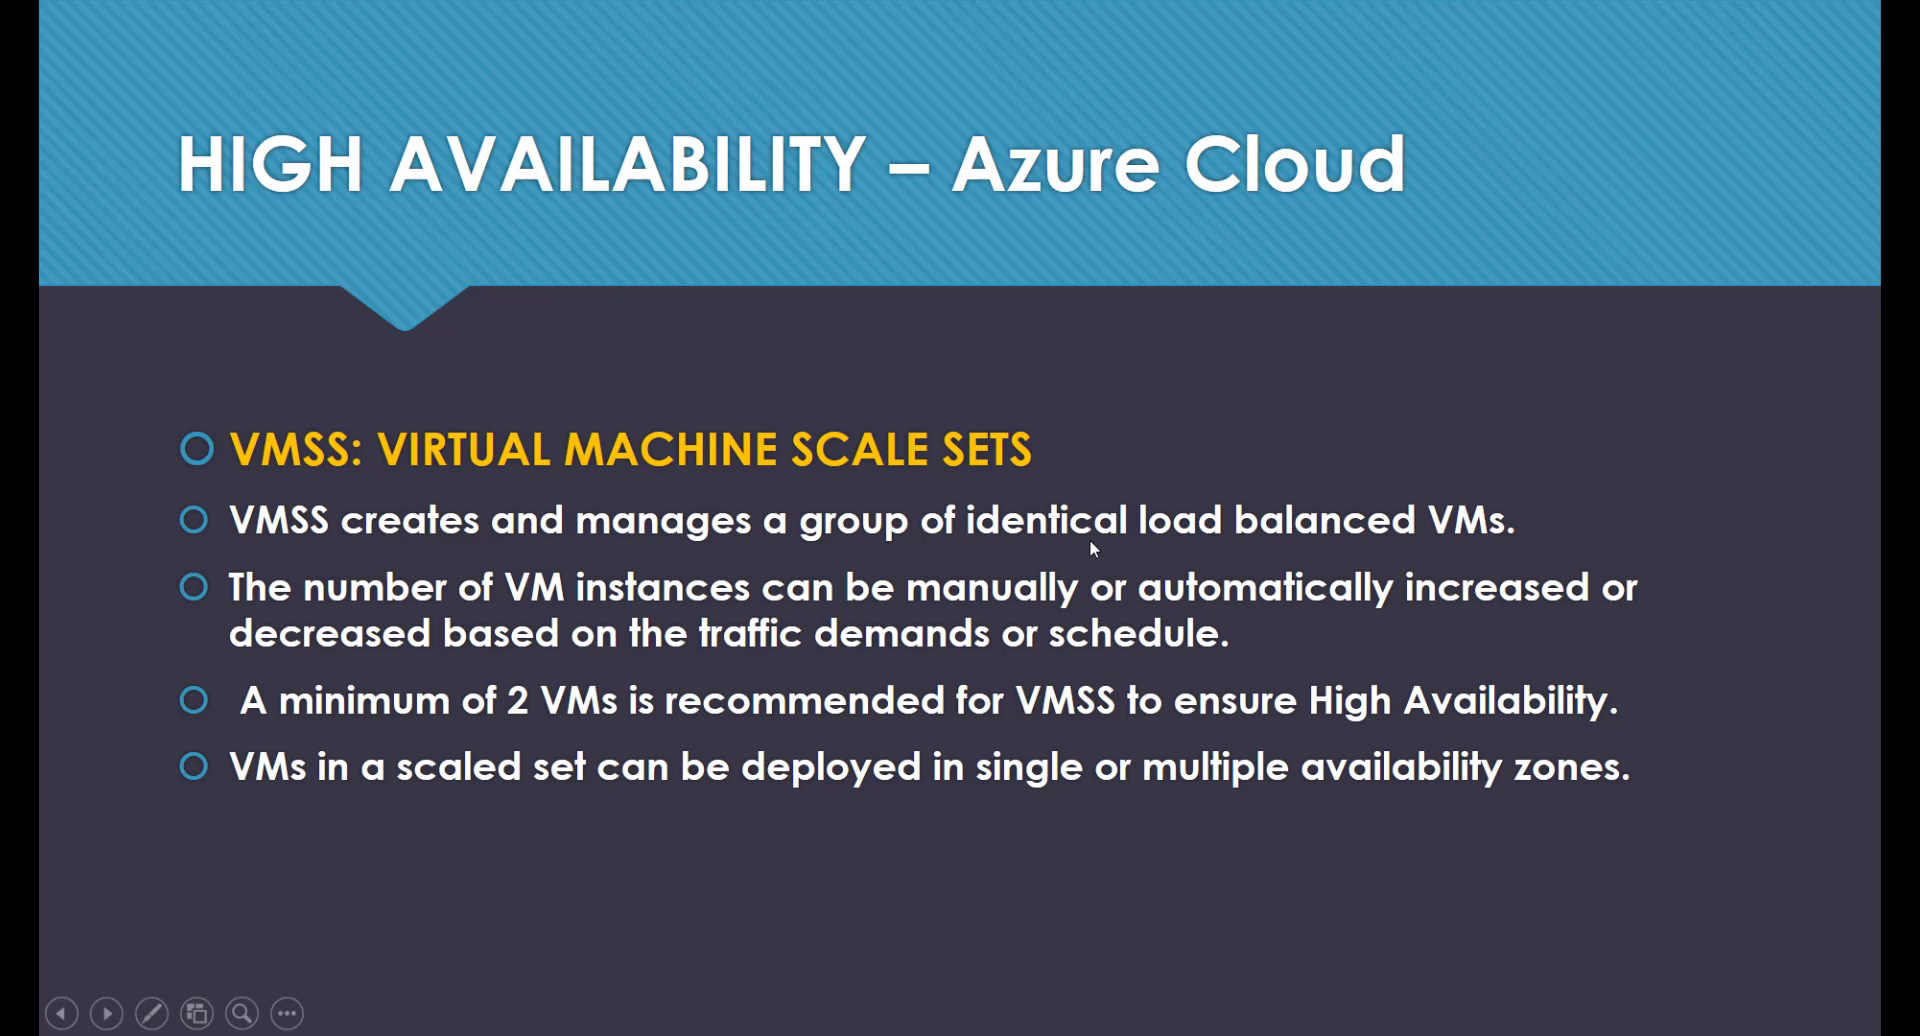 HIGH AVAILABILITY – Azure Cloud
VMSS: VIRTUAL MACHINE SCALE SETS
VMSS creates and manages a group of identical load balanced VMs.
The number of VM instances can be manually or automatically increased or
decreased based on the traffic demands or schedule.
A minimum of 2 VMs is recommended for VMSS to ensure High Availability.
VMs in a scaled set can be deployed in single or multiple availability zones.